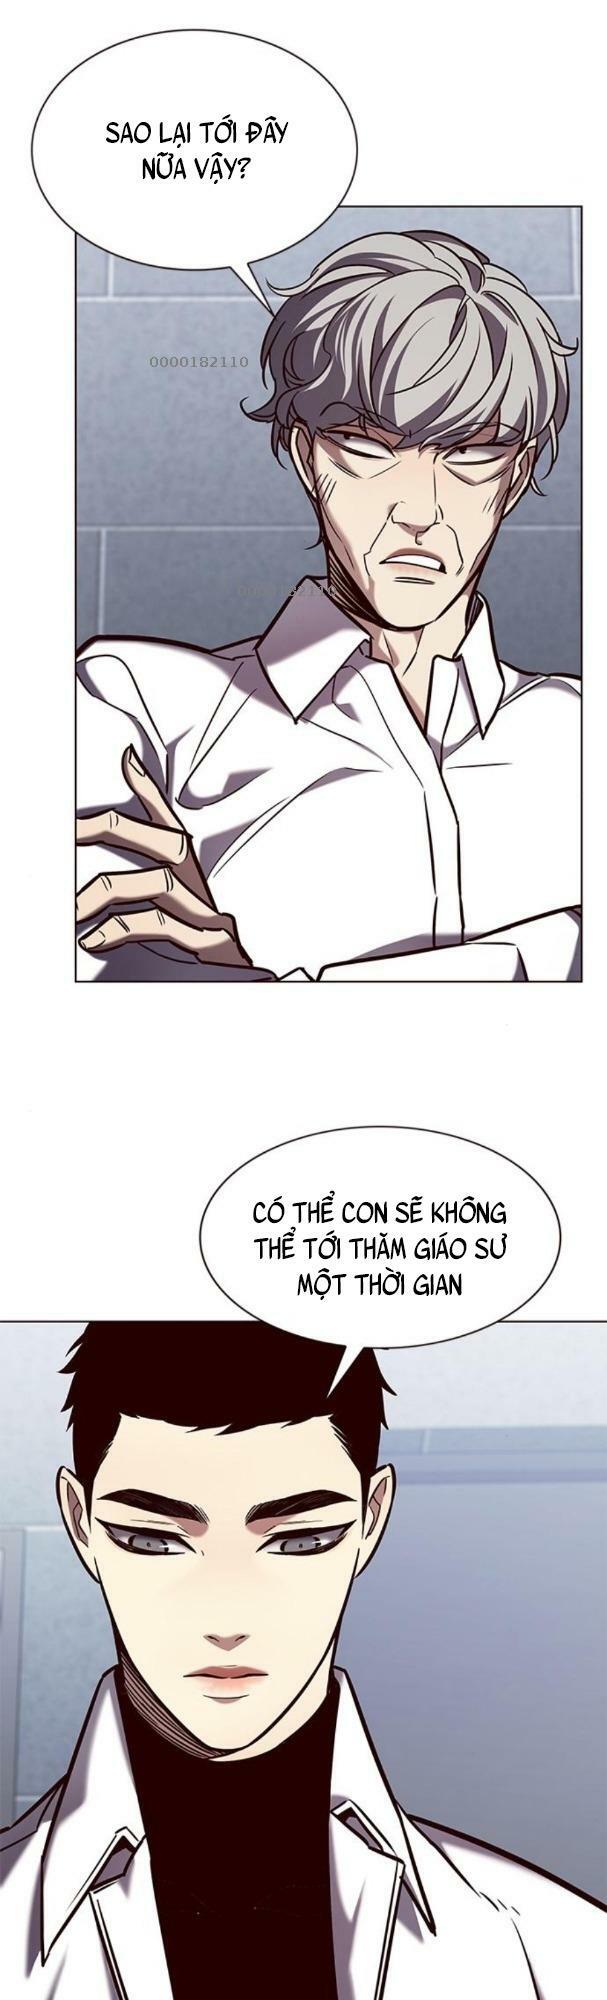 SAO LẠI TỚI ĐÂY
NỮA VẬY?
0000182110
0000182110
CÓ THỂ CON SẼ KHÔNG
THỂ TỚI THĂM GIÁO SƯ
MỘT THỜI GIAN